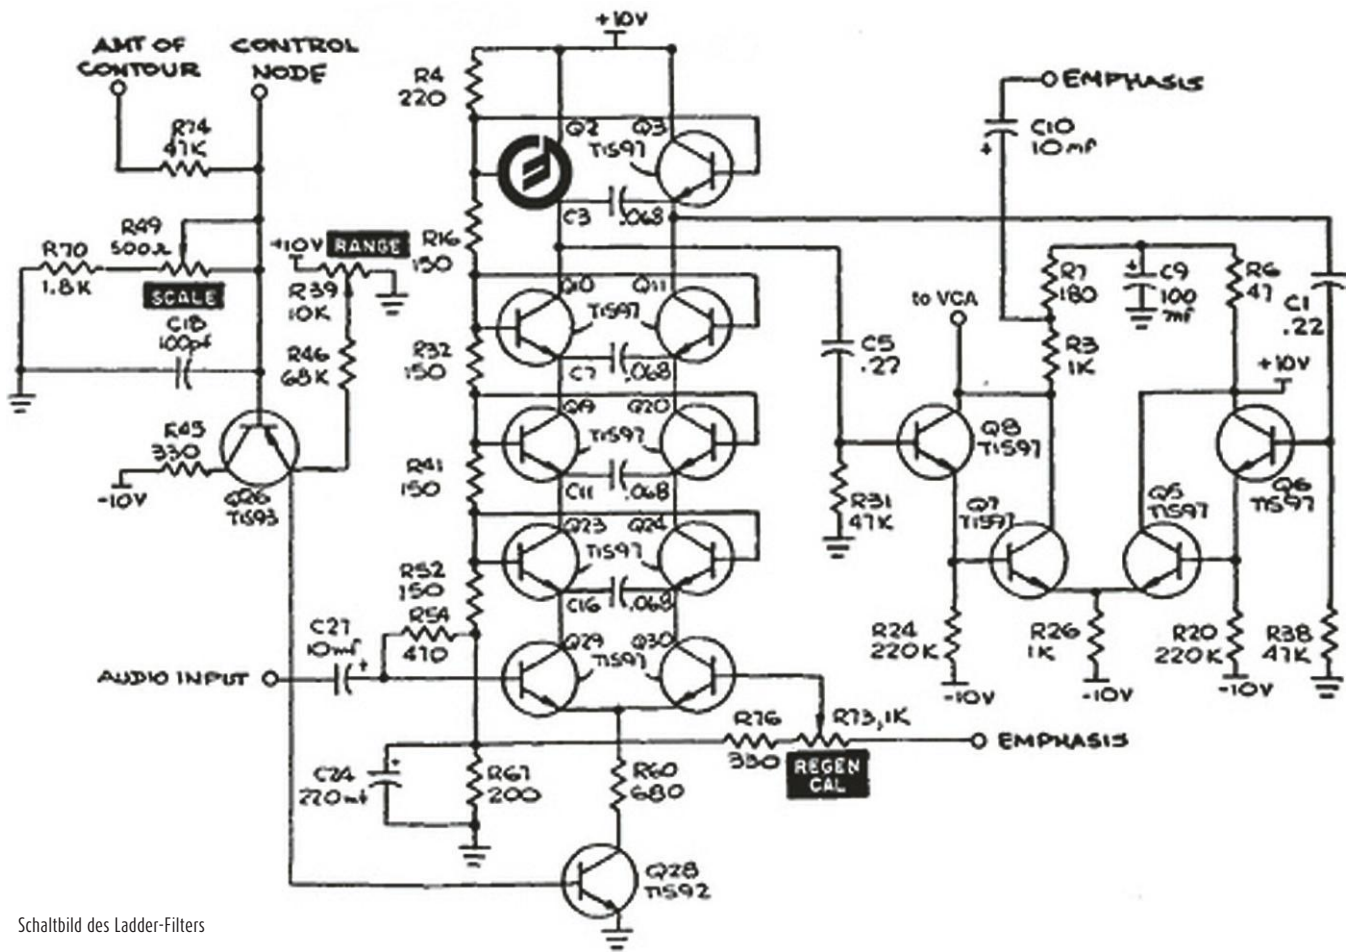 +10V
AMT OF
CONTOUR
CONTROL
NODE
R4
220
EMPHASIS
C10
10mf
+
R74
47K
Q2
Q3
TIS97
C3
.068
R49
500Ω
R70
1.8K
SCALE
+10V
RANGE
R39
10K
R16
150
C18
100pf
R46
68K
Q10
Q11
TIS97
C7
.068
R32
150
C5
.22
to VCA
R7
180
+
C9
100
mf
R6
47
C1
.22
R3
1K
+10V
R45
330
-10V
Q26
TIS93
Q19
Q20
TIS97
C11
.068
R41
150
R31
47K
Q8
TIS97
Q7
TIS97
Q5
TIS97
Q6
TIS97
Q23
Q24
TIS97
C16
.068
R52
150
R54
470
C27
10mf
+
AUDIO INPUT
Q29
Q30
TIS97
R24
220K
-10V
R26
1K
-10V
R20
220K
-10V
R38
47K
R76
330
R73, 1K
REGEN
CAL
EMPHASIS
C24
220mf
+
R67
200
R60
680
Q28
TIS92
Schaltbild des Ladder-Filters